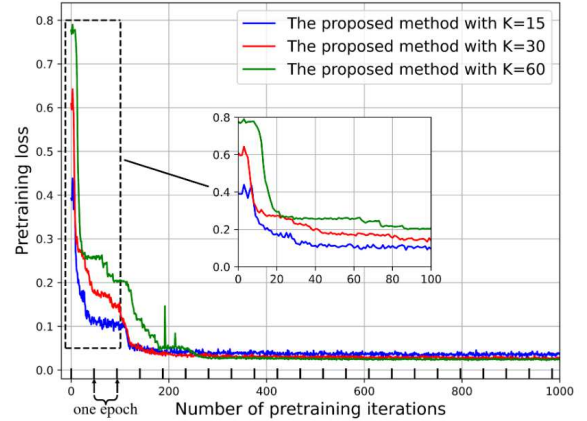 The proposed method with K=15
The proposed method with K=30
The proposed method with K=60
Pretraining loss
0.8
0.7
0.6
0.5
0.4
0.3
0.2
0.1
0.0
0.8
0.6
0.4
0.2
0.0
0 20 40 60 80 100
0 200 400 600 800 1000
one epoch
Number of pretraining iterations